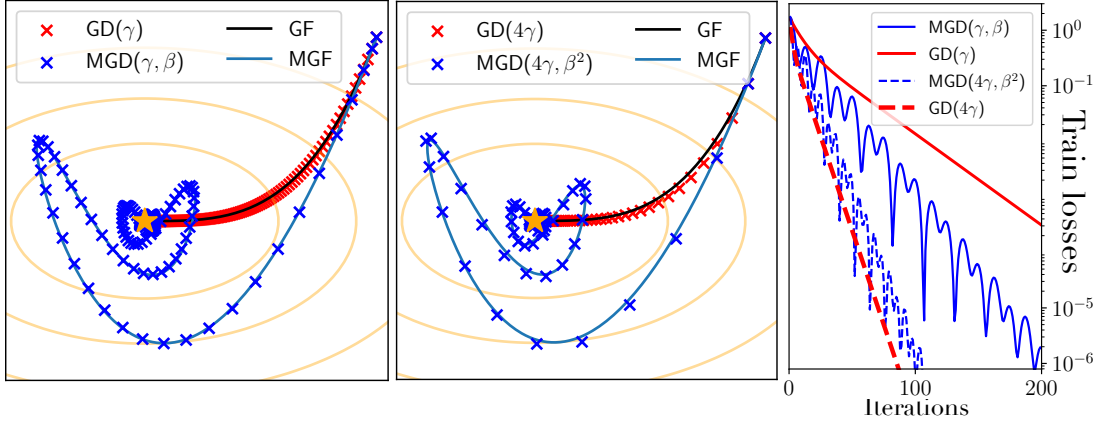 GD(γ)
GF
MGD(γ, β)
MGF
GD(4γ)
GF
MGD(4γ, β²)
MGF
MGD(γ, β)
GD(γ)
MGD(4γ, β²)
GD(4γ)
10⁰
10⁻¹
10⁻⁵
10⁻⁶
Train losses
0
100
200
Iterations